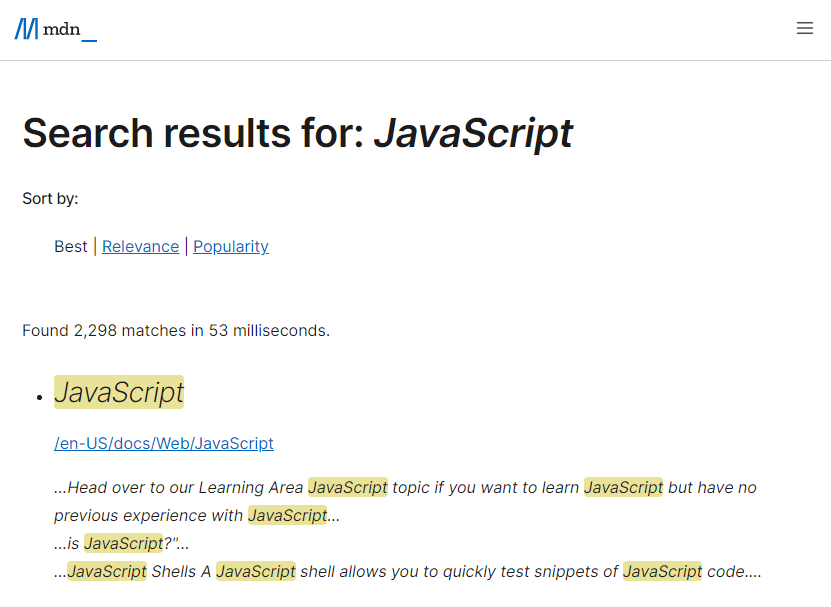 mdn_
Search results for: JavaScript
Sort by:
Best | Relevance | Popularity
Found 2,298 matches in 53 milliseconds.
JavaScript
/en-US/docs/Web/JavaScript
…Head over to our Learning Area JavaScript topic if you want to learn JavaScript but have no
previous experience with JavaScript…
…is JavaScript?"…
…JavaScript Shells A JavaScript shell allows you to quickly test snippets of JavaScript code.…